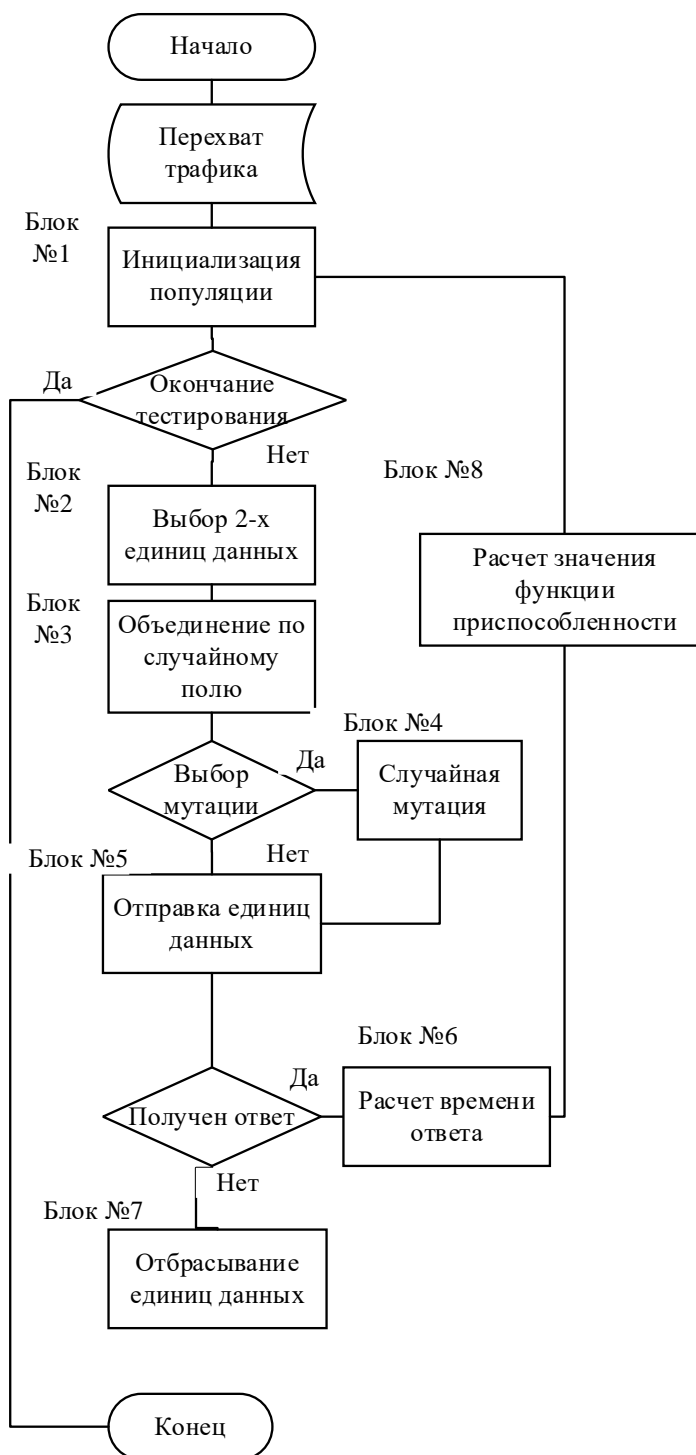 Начало
Перехват
трафика
Блок
№1
Инициализация
популяции
Да
Окончание
тестирования
Нет
Блок
№2
Выбор 2-х
единиц данных
Блок №8
Расчет значения
функции
приспособленности
Блок
№3
Объединение по
случайному
полю
Блок №4
Выбор
мутации
Да
Случайная
мутация
Нет
Блок №5
Отправка единиц
данных
Блок №6
Получен ответ
Да
Расчет времени
ответа
Нет
Блок №7
Отбрасывание
единиц данных
Конец